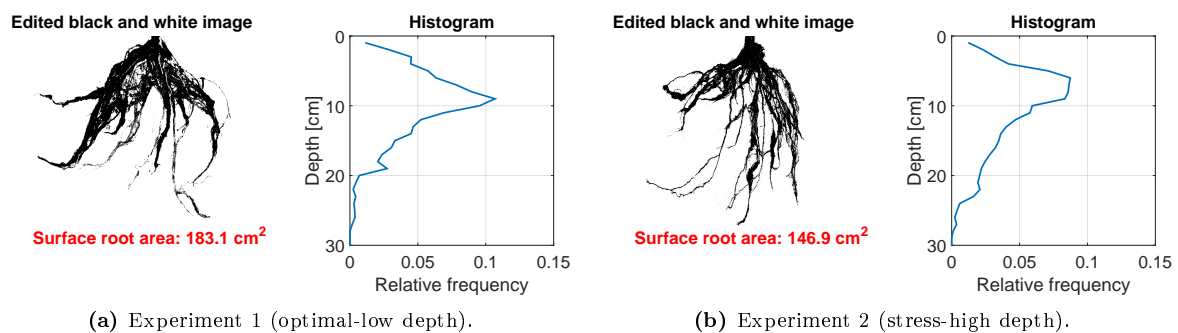 Edited black and white image
Histogram
0
10
20
30
Depth [cm]
0
0.05
0.1
0.15
Relative frequency
Surface root area: 183.1 cm²
(a) Experiment 1 (optimal-low depth).
Edited black and white image
Histogram
0
10
20
30
Depth [cm]
0
0.05
0.1
0.15
Relative frequency
Surface root area: 146.9 cm²
(b) Experiment 2 (stress-high depth).